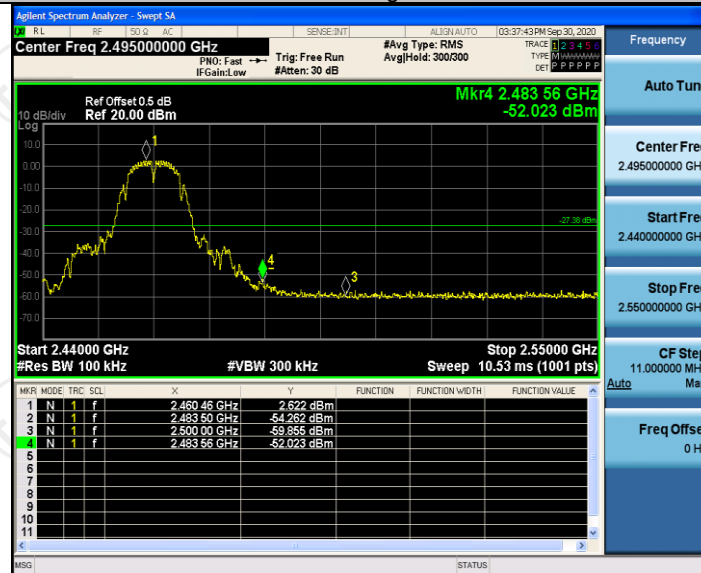 Agilent Spectrum Analyzer - Swept SA
RL RF 50 Ω AC SENSE:INT ALIGN AUTO 03:37:43 PM Sep 30, 2020
Center Freq 2.495000000 GHz
#Avg Type: RMS
TRACE 1 2 3 4 5 6
PNO: Fast Trig: Free Run Avg|Hold: 300/300 TYPE M
IFGain:Low #Atten: 30 dB DET P P P P P P
Mkr4 2.483 56 GHz
-52.023 dBm
Ref Offset 0.5 dB
10 dB/div Ref 20.00 dBm
Log
10.0
0.00
-10.0
-20.0
-30.0
-40.0
-50.0
-60.0
-70.0
1
-27.38 dBm
4
3
Start 2.44000 GHz Stop 2.55000 GHz
#Res BW 100 kHz #VBW 300 kHz Sweep 10.53 ms (1001 pts)
MKR MODE TRC SCL X Y FUNCTION FUNCTION WIDTH FUNCTION VALUE
1 N 1 f 2.460 46 GHz 2.622 dBm
2 N 1 f 2.483 50 GHz -54.262 dBm
3 N 1 f 2.500 00 GHz -59.855 dBm
4 N 1 f 2.483 56 GHz -52.023 dBm
5
6
7
8
9
10
11
MSG STATUS
Frequency
Auto Tun
Center Fre
2.495000000 GH
Start Fre
2.440000000 GH
Stop Fre
2.550000000 GH
CF Step
11.000000 MH
Auto Ma
Freq Offse
0 H